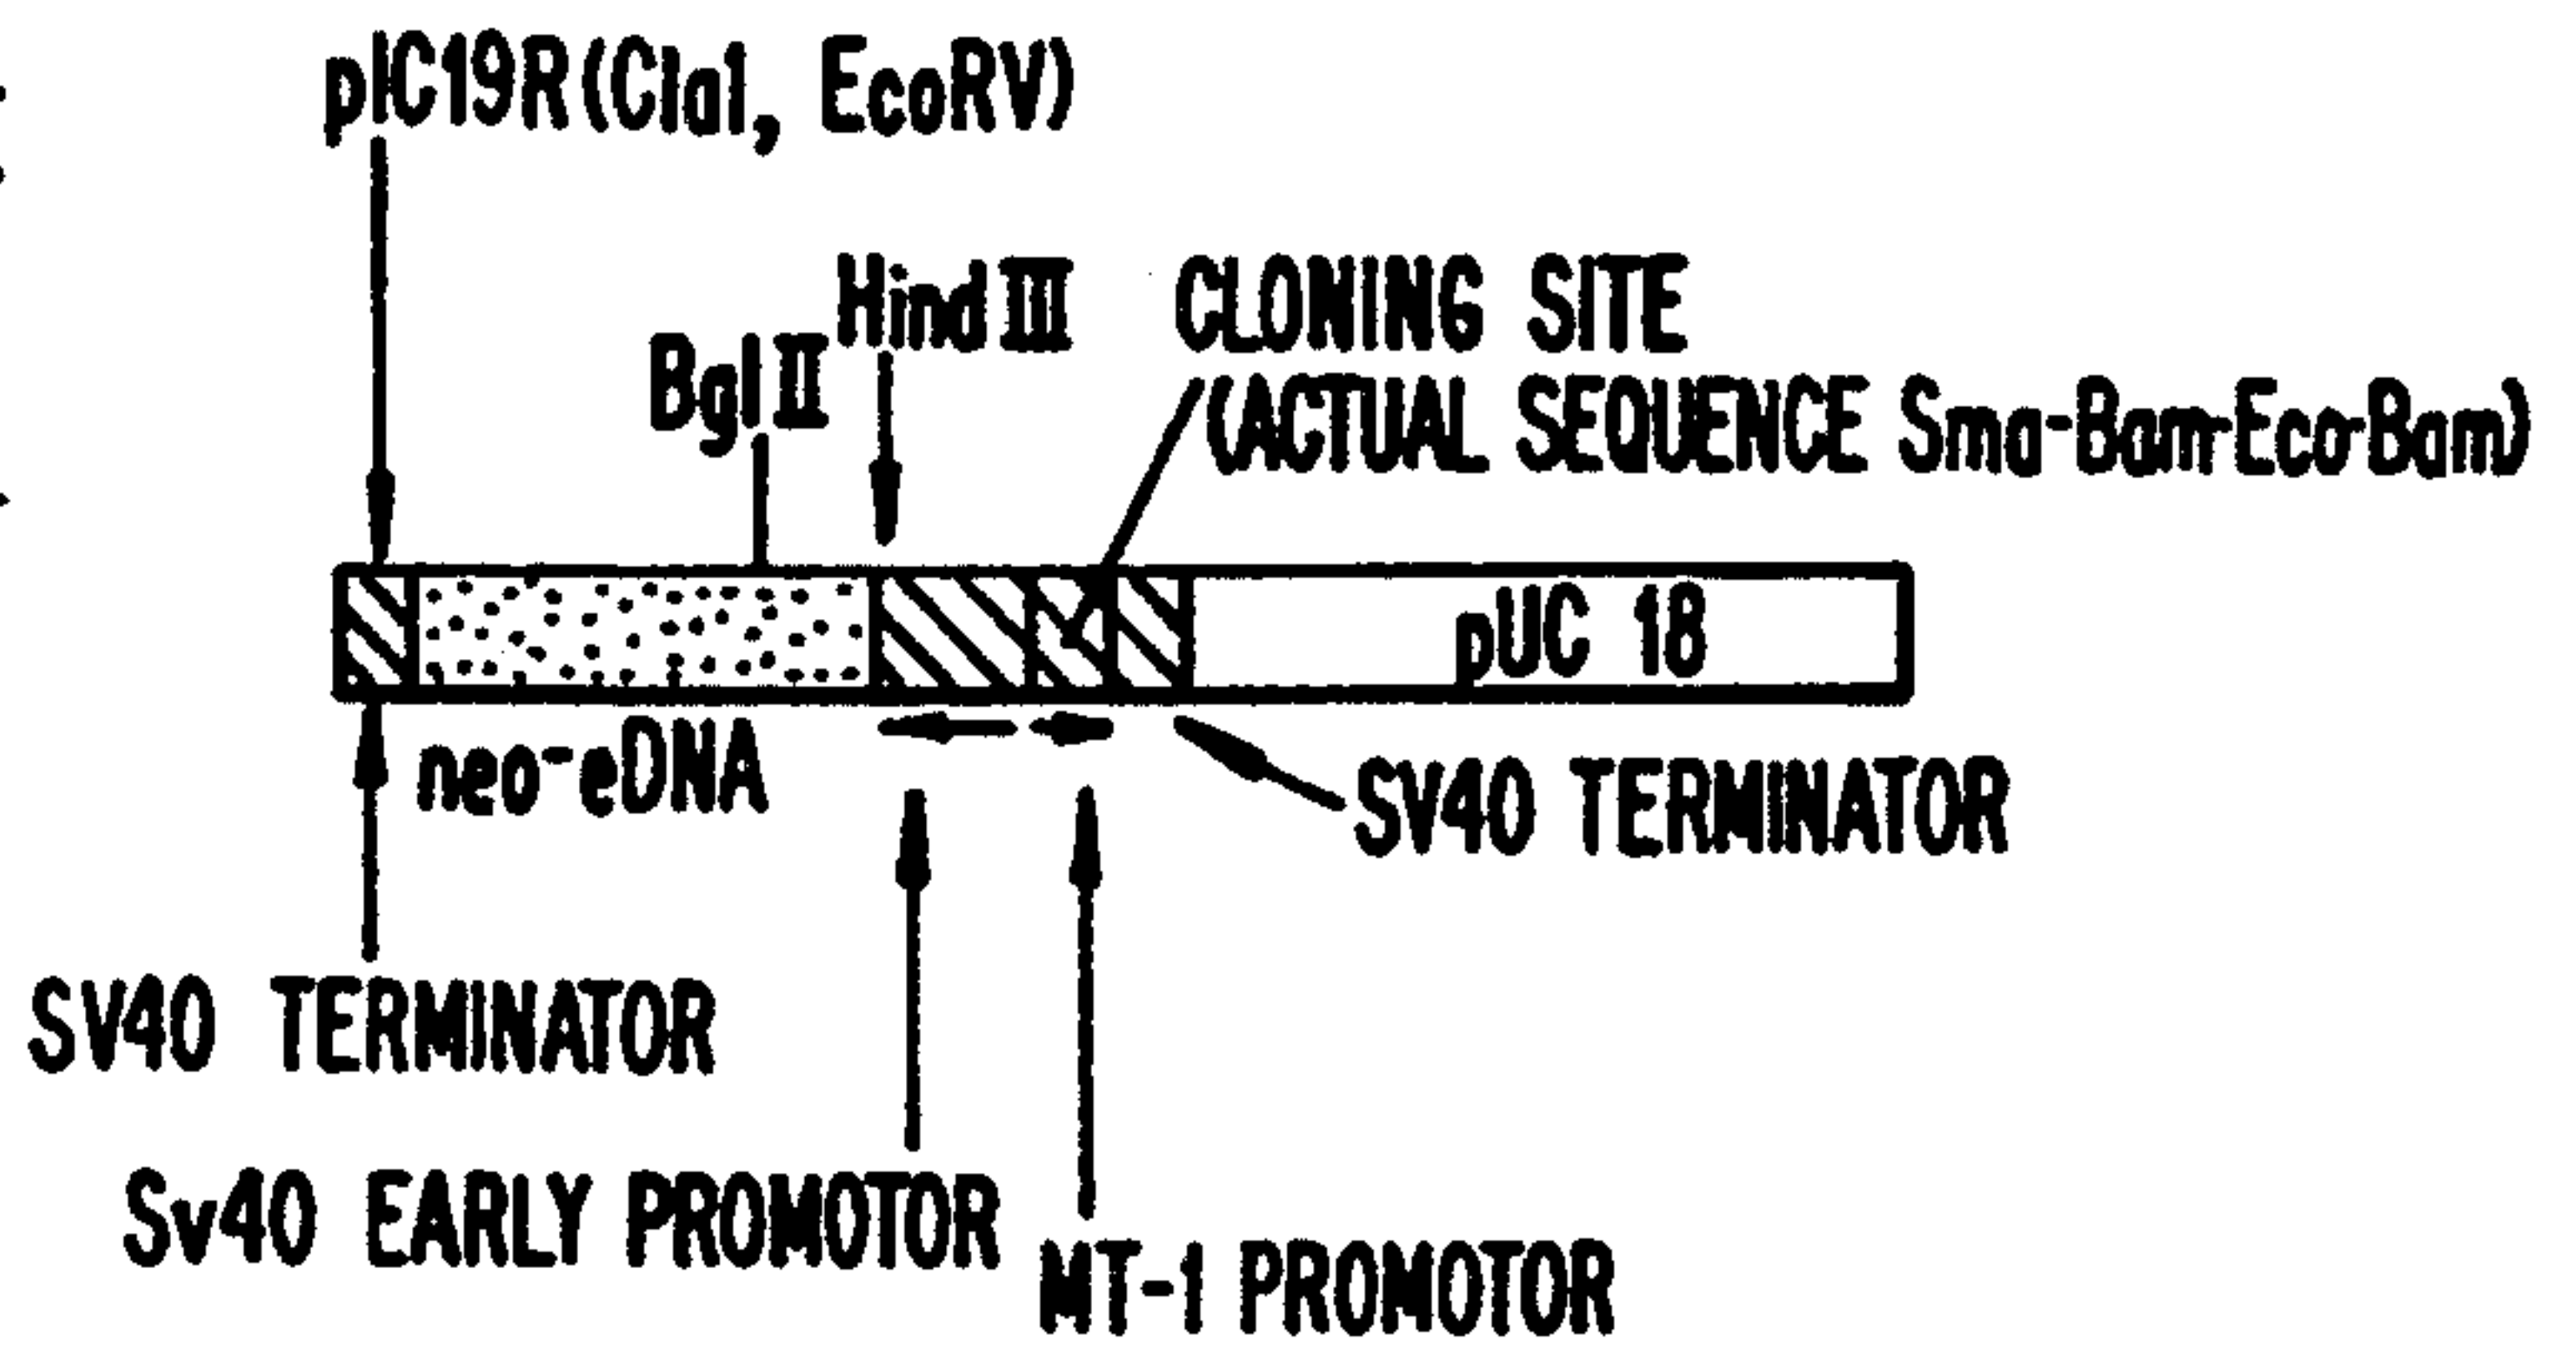 pIC19R(Cla1, EcoRV)
HindIII
CLONING SITE
BglII
(ACTUAL SEQUENCE Sma-Bam-Eco-Bam)
pUC 18
neo-eDNA
SV40 TERMINATOR
SV40 TERMINATOR
Sv40 EARLY PROMOTOR
MT-1 PROMOTOR